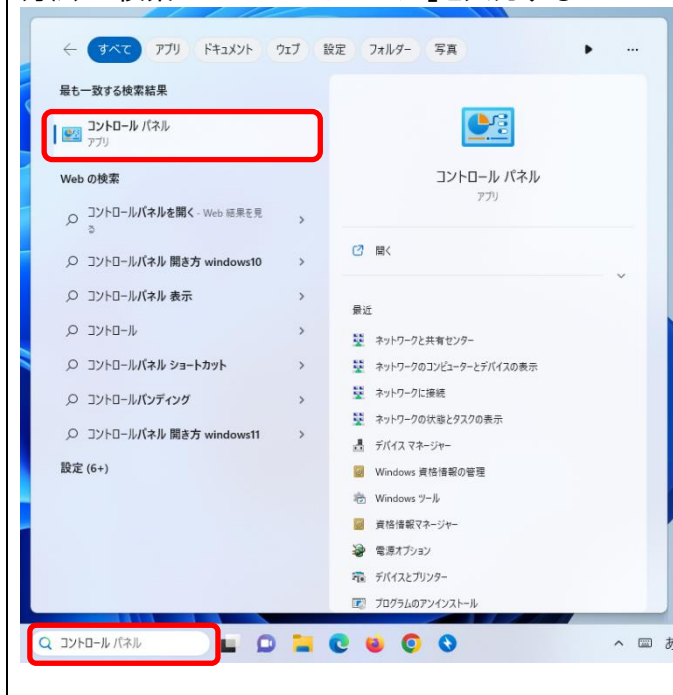 すべて アプリ ドキュメント ウェブ 設定 フォルダー 写真 ▶ …
最も一致する検索結果
コントロール パネル
アプリ
Web の検索
コントロールパネルを開く - Web 結果を見
る
コントロールパネル 開き方 windows10
コントロールパネル 表示
コントロール
コントロールパネル ショートカット
コントロールバンディング
コントロールパネル 開き方 windows11
設定 (6+)
コントロール パネル
アプリ
開く
最近
ネットワークと共有センター
ネットワークのコンピューターとデバイスの表示
ネットワークに接続
ネットワークの状態とタスクの表示
デバイス マネージャー
Windows 資格情報の管理
Windows ツール
資格情報マネージャー
電源オプション
デバイスとプリンター
プログラムのアンインストール
コントロール パネル
あ